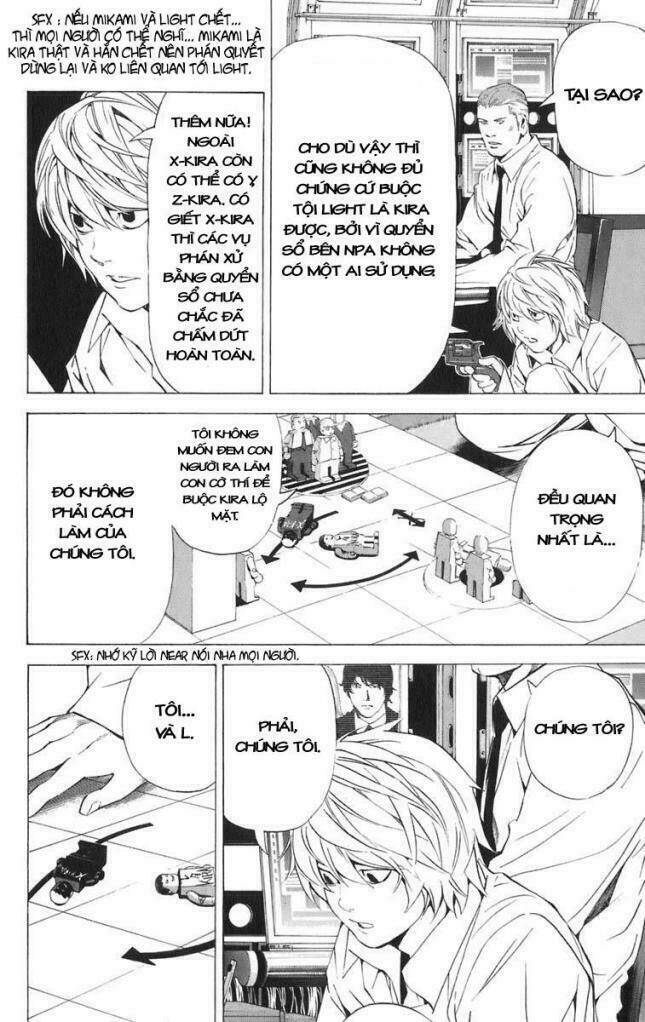 SFX : NẾU MIKAMI VÀ LIGHT CHẾT...
THÌ MỌI NGƯỜI CÓ THỂ NGHĨ... MIKAMI LÀ
KIRA THẬT VÀ HẮN CHẾT NÊN PHÁN QUYẾT
DỪNG LẠI VÀ KO LIÊN QUAN TỚI LIGHT.
TẠI SAO?
CHO DÙ VẬY THÌ
CŨNG KHÔNG ĐỦ
CHỨNG CỨ BUỘC
TỘI LIGHT LÀ KIRA
ĐƯỢC, BỞI VÌ QUYỂN
SỔ BÊN NPA KHÔNG
CÓ MỘT AI SỬ DỤNG.
THÊM NỮA!
NGOÀI
X-KIRA CÒN
CÓ THỂ CÓ Y
Z-KIRA. CÓ
GIẾT X-KIRA
THÌ CÁC VỤ
PHÁN XỬ
BẰNG QUYỂN
SỔ CHƯA
CHẮC ĐÃ
CHẤM DỨT
HOÀN TOÀN.
ĐỀU QUAN
TRỌNG
NHẤT LÀ...
TÔI KHÔNG
MUỐN ĐEM CON
NGƯỜI RA LÀM
CON CỜ THÍ ĐỂ
BUỘC KIRA LỘ
MẶT.
ĐÓ KHÔNG
PHẢI CÁCH
LÀM CỦA
CHÚNG TÔI.
SFX: NHỚ KỸ LỜI NEAR NÓI NHA MỌI NGƯỜI.
CHÚNG TÔI?
PHẢI,
CHÚNG TÔI.
TÔI...
VÀ L.